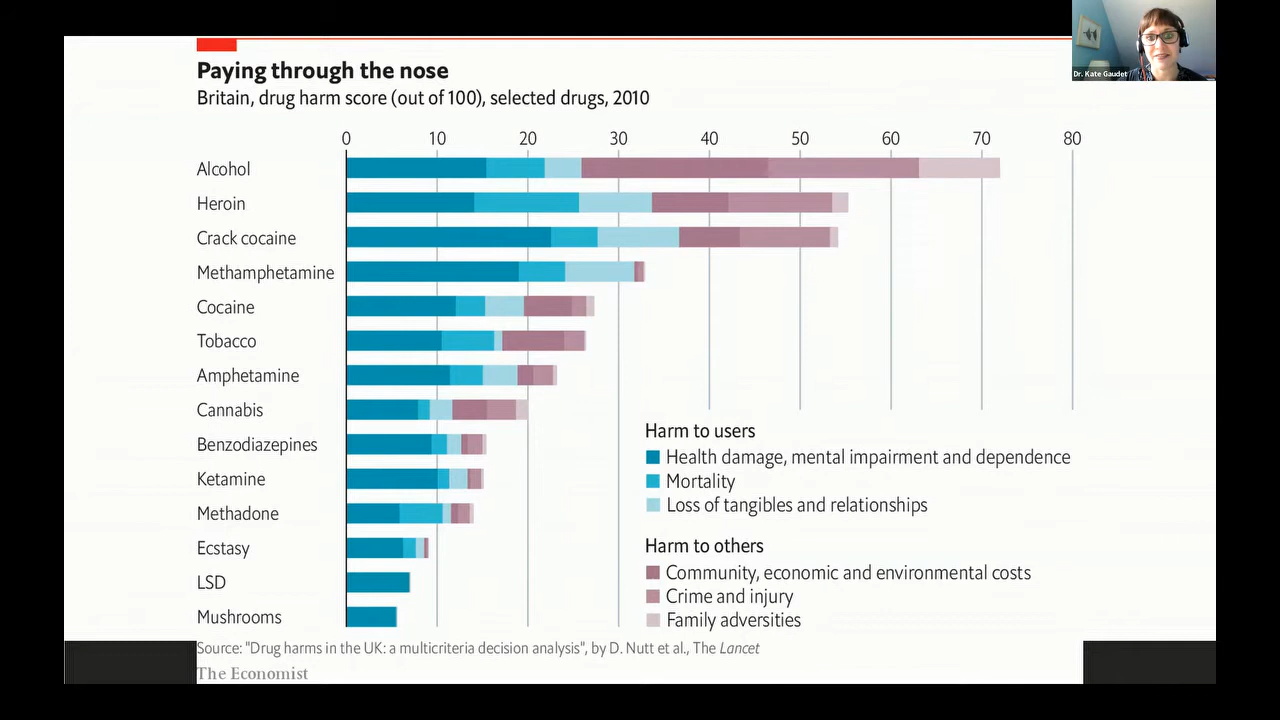 Dr. Kate Gaudet
Paying through the nose
Britain, drug harm score (out of 100), selected drugs, 2010
0 10 20 30 40 50 60 70 80
Alcohol
Heroin
Crack cocaine
Methamphetamine
Cocaine
Tobacco
Amphetamine
Cannabis
Benzodiazepines
Ketamine
Methadone
Ecstasy
LSD
Mushrooms
Harm to users
Health damage, mental impairment and dependence
Mortality
Loss of tangibles and relationships
Harm to others
Community, economic and environmental costs
Crime and injury
Family adversities
Source: "Drug harms in the UK: a multicriteria decision analysis", by D. Nutt et al., The Lancet
The Economist